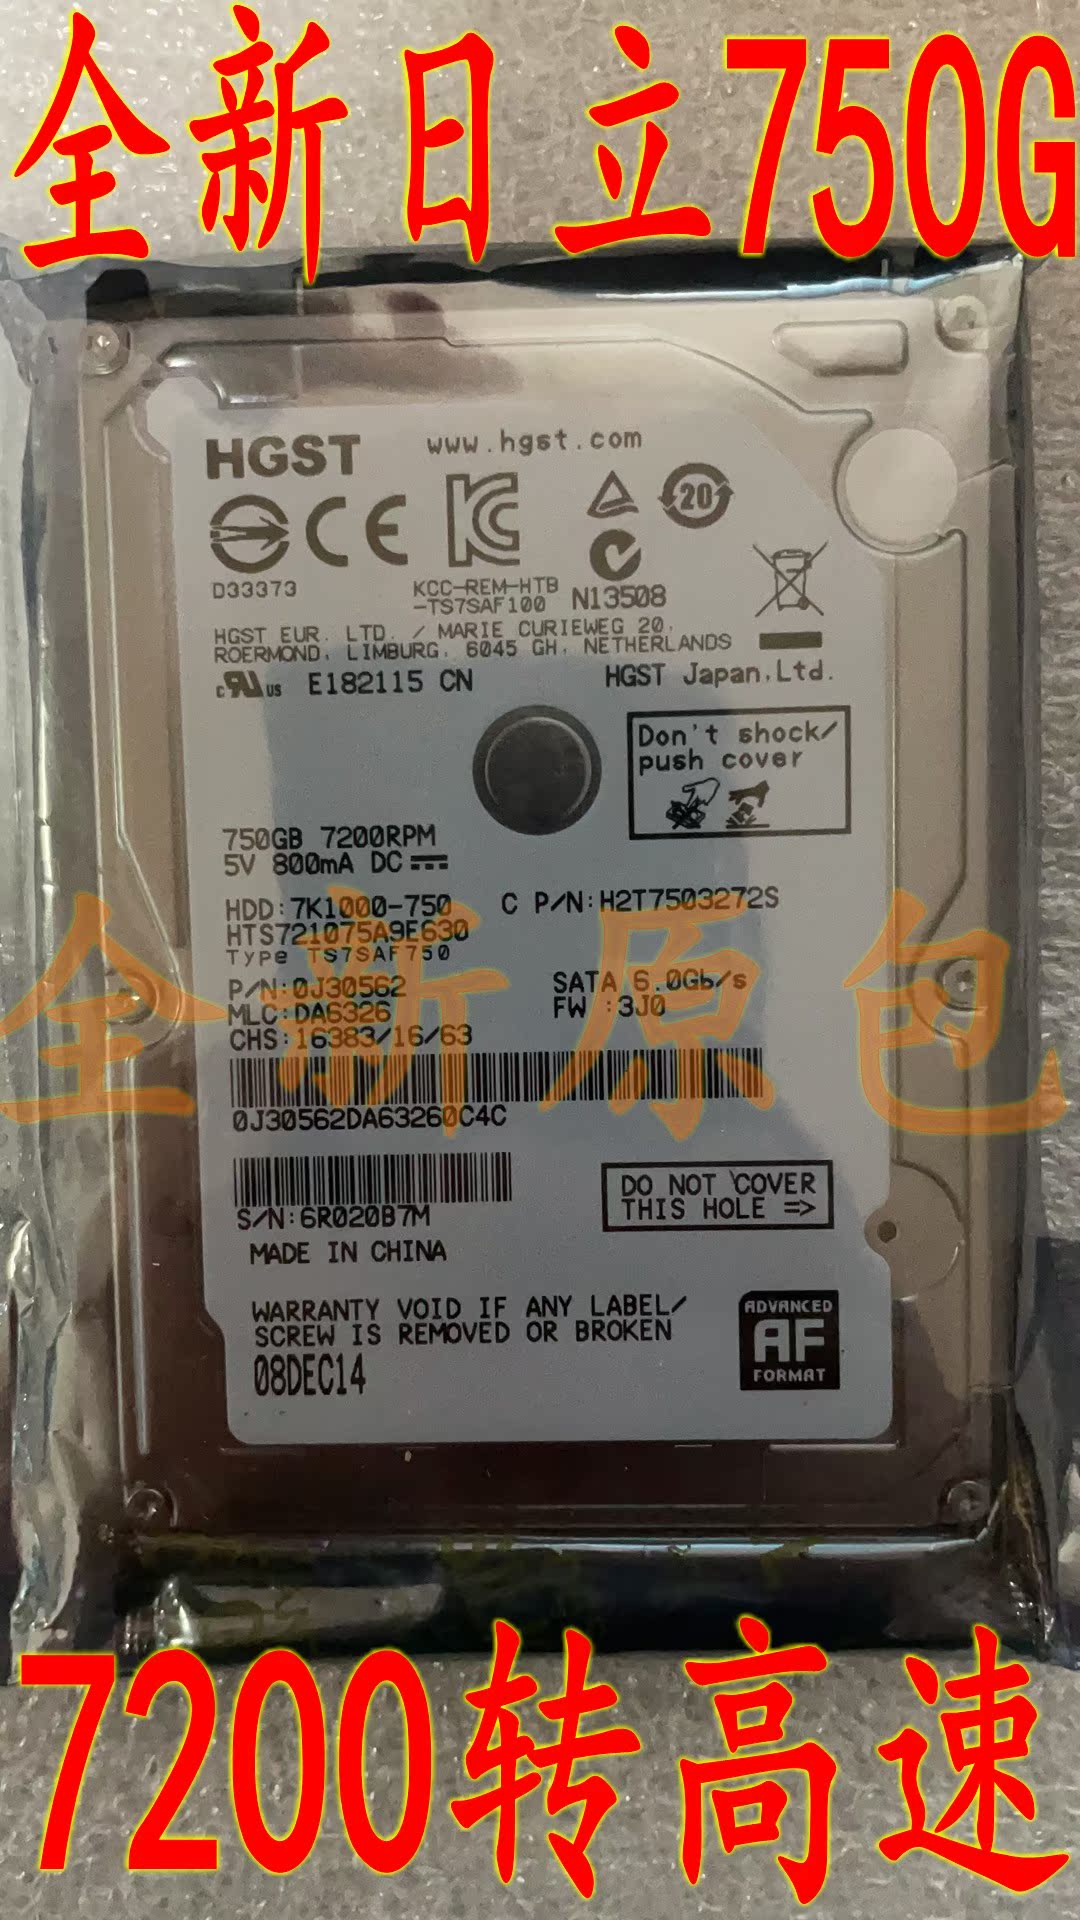 全新日立750G
HGST www.hgst.com
20
D33373
KCC-REM-HTB
-TS7SAF100
N13508
HGST EUR. LTD. / MARIE CURIEWEG 20,
ROERMOND, LIMBURG, 6045 GH, NETHERLANDS
c RU us E182115 CN
HGST Japan,Ltd.
Don't shock/
push cover
750GB 7200RPM
5V 800mA DC
HDD:7K1000-750 C P/N:H2T7503272S
HTS721075A9E630
Type TS7SAF750
全新原包
P/N:0J30562 SATA 6.0Gb/s
MLC:DA6326 FW :3J0
CHS:16383/16/63
0J30562DA63260C4C
S/N:6R020B7M
DO NOT COVER
THIS HOLE =>
MADE IN CHINA
WARRANTY VOID IF ANY LABEL/
SCREW IS REMOVED OR BROKEN
08DEC14
ADVANCED
AF
FORMAT
7200转高速